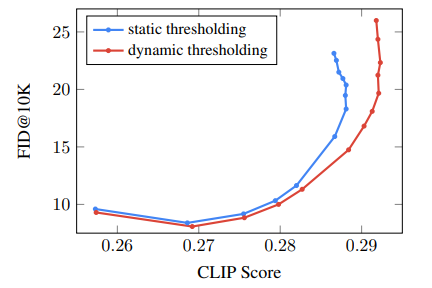 static thresholding
dynamic thresholding
25
20
15
10
FID@10K
0.26 0.27 0.28 0.29
CLIP Score